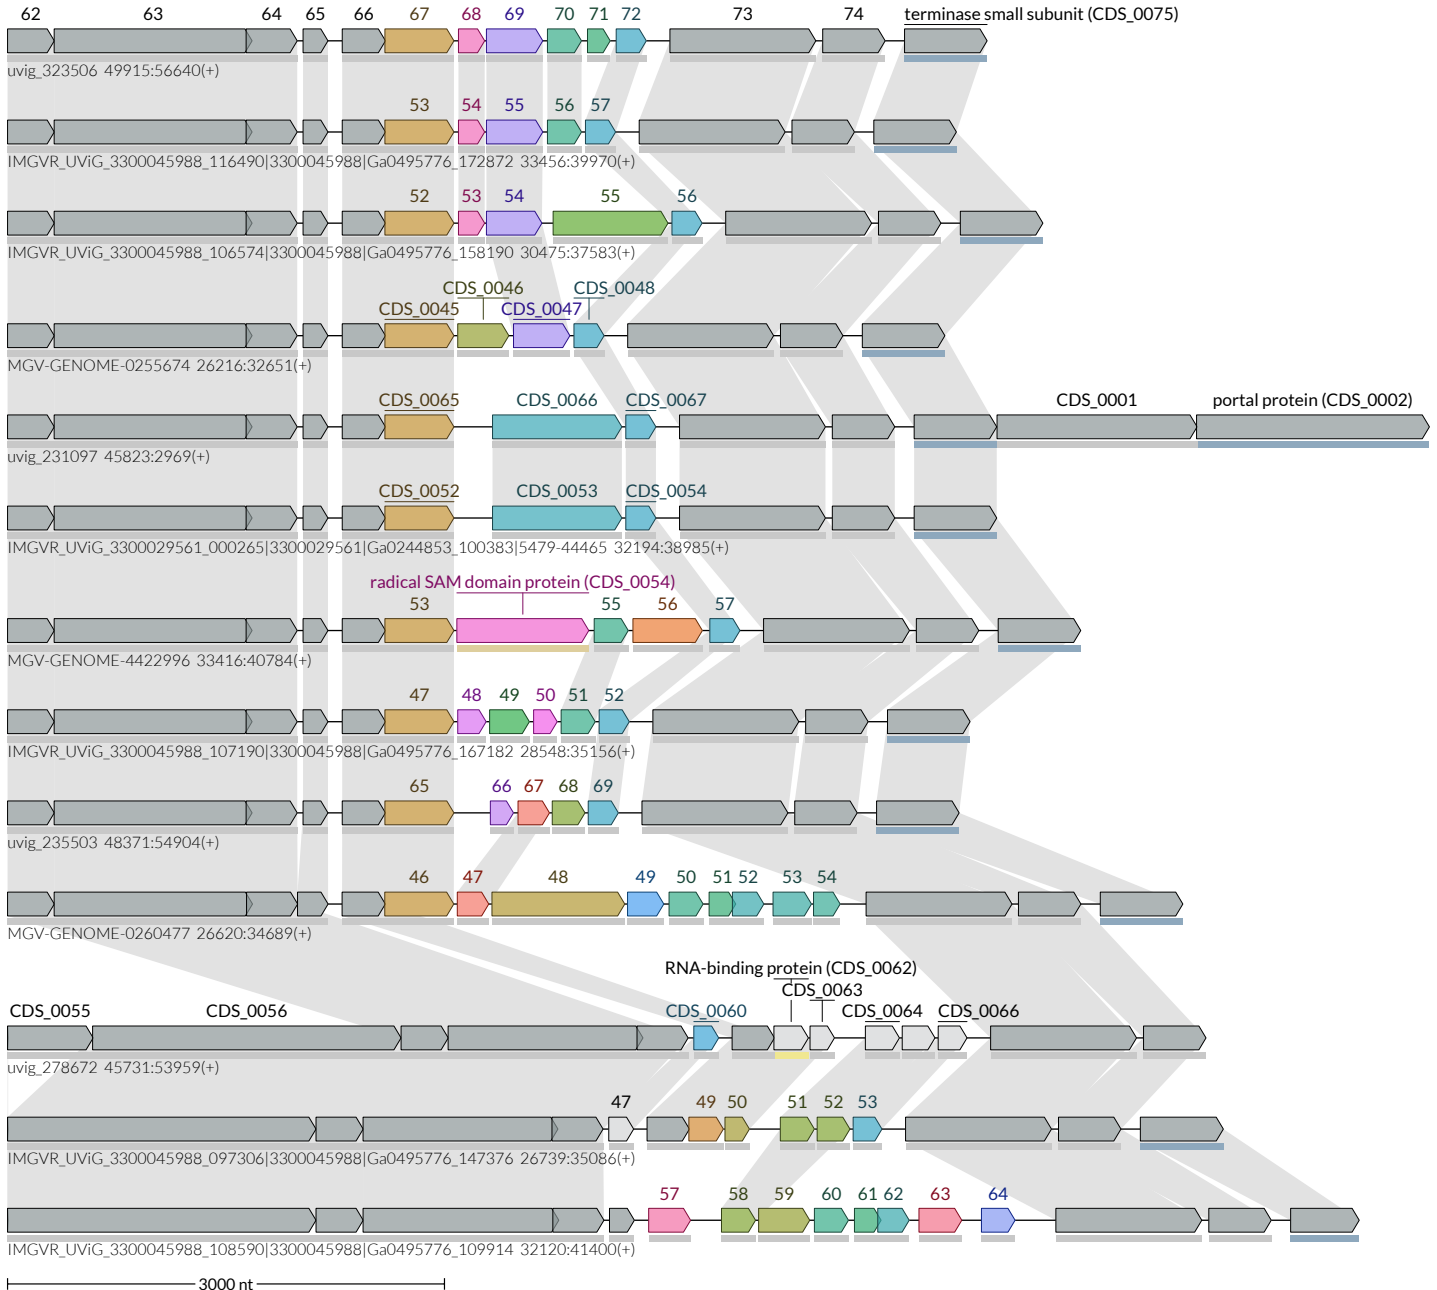 62 63 64 65 66 67 68 69 70 71 72 73 74 terminase small subunit (CDS_0075)
uvig_323506 49915:56640(+)
53 54 55 56 57
IMGVR_UViG_3300045988_116490|3300045988|Ga0495776_172872 33456:39970(+)
52 53 54 55 56
IMGVR_UViG_3300045988_106574|3300045988|Ga0495776_158190 30475:37583(+)
CDS_0046 CDS_0048
CDS_0045 CDS_0047
MGV-GENOME-0255674 26216:32651(+)
CDS_0065 CDS_0066 CDS_0067 CDS_0001 portal protein (CDS_0002)
uvig_231097 45823:2969(+)
CDS_0052 CDS_0053 CDS_0054
IMGVR_UViG_3300029561_000265|3300029561|Ga0244853_100383|5479-44465 32194:38985(+)
radical SAM domain protein (CDS_0054)
53 55 56 57
MGV-GENOME-4422996 33416:40784(+)
47 48 49 50 51 52
IMGVR_UViG_3300045988_107190|3300045988|Ga0495776_167182 28548:35156(+)
65 66 67 68 69
uvig_235503 48371:54904(+)
46 47 48 49 50 51 52 53 54
MGV-GENOME-0260477 26620:34689(+)
RNA-binding protein (CDS_0062)
CDS_0063
CDS_0055 CDS_0056 CDS_0060 CDS_0064 CDS_0066
uvig_278672 45731:53959(+)
47 49 50 51 52 53
IMGVR_UViG_3300045988_097306|3300045988|Ga0495776_147376 26739:35086(+)
57 58 59 60 61 62 63 64
IMGVR_UViG_3300045988_108590|3300045988|Ga0495776_109914 32120:41400(+)
3000 nt